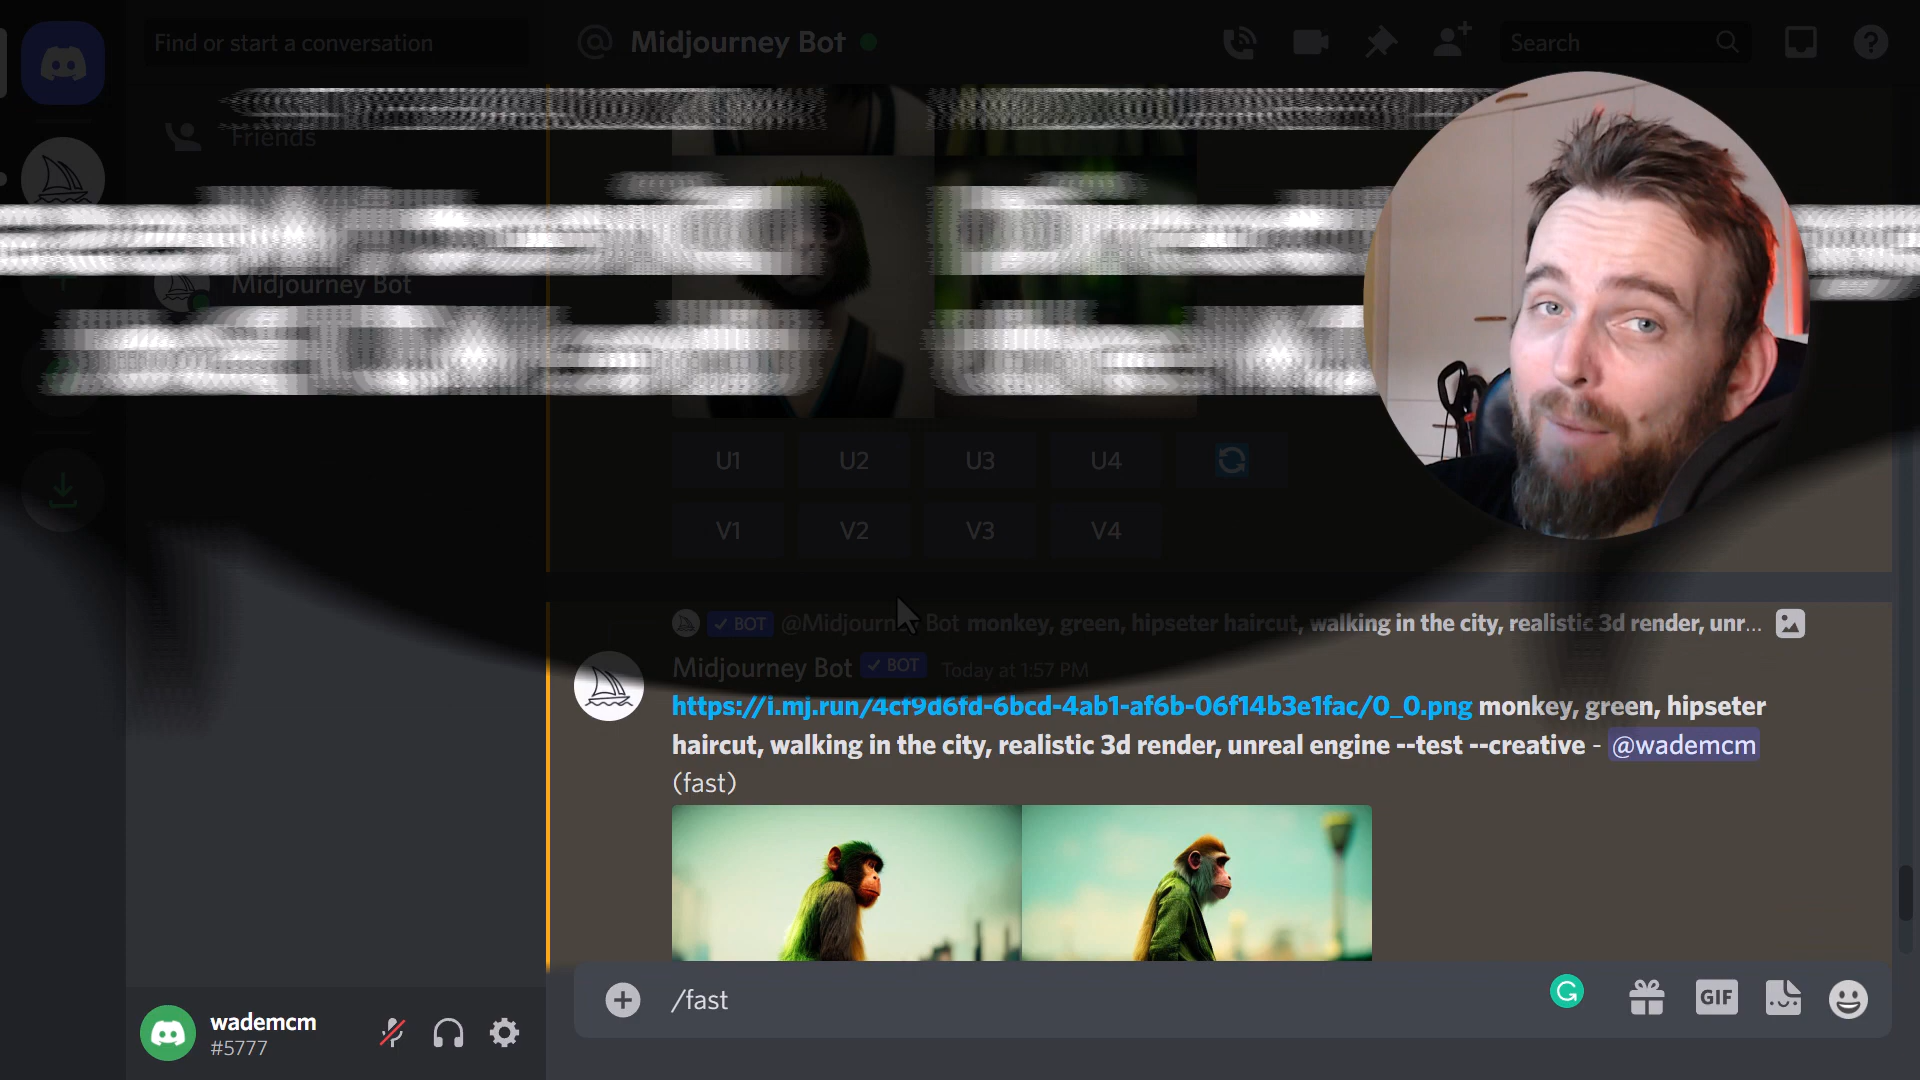 Find or start a conversation
Midjourney Bot
Search
Friends
Midjourney Bot
U1 U2 U3 U4
V1 V2 V3 V4
BOT @Midjourney Bot monkey, green, hipseter haircut, walking in the city, realistic 3d render, unr...
Midjourney Bot BOT Today at 1:57 PM
https://i.mj.run/4cf9d6fd-6bcd-4ab1-af6b-06f14b3e1fac/0_0.png monkey, green, hipseter
haircut, walking in the city, realistic 3d render, unreal engine --test --creative - @wademcm
(fast)
/fast
GIF
wademcm
#5777